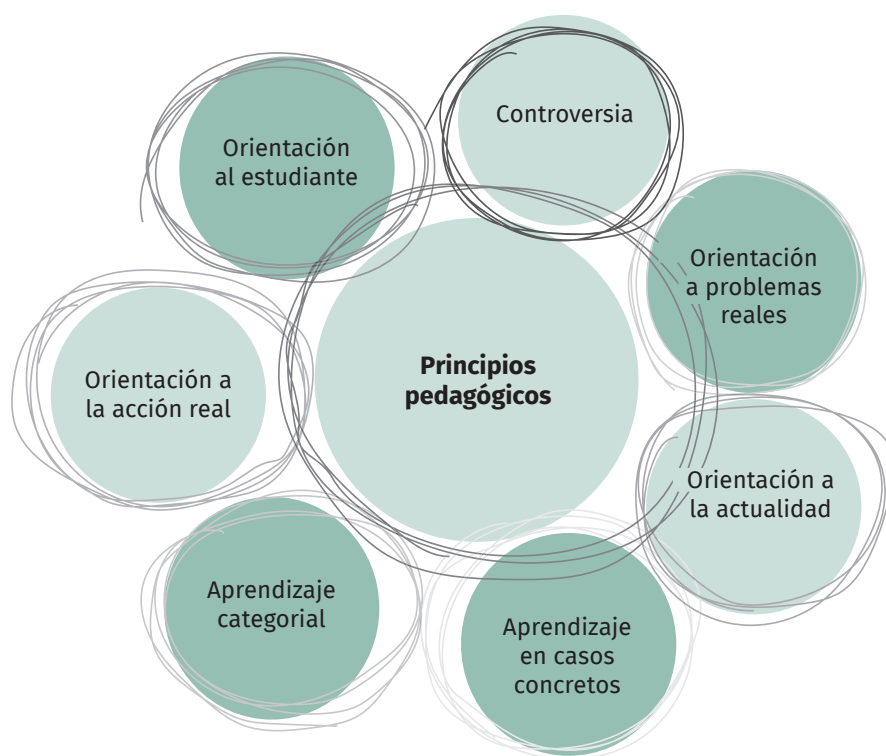 Controversia
Orientación
al estudiante
Orientación
a problemas
reales
Principios
pedagógicos
Orientación a
la acción real
Orientación a
la actualidad
Aprendizaje
categorial
Aprendizaje
en casos
concretos